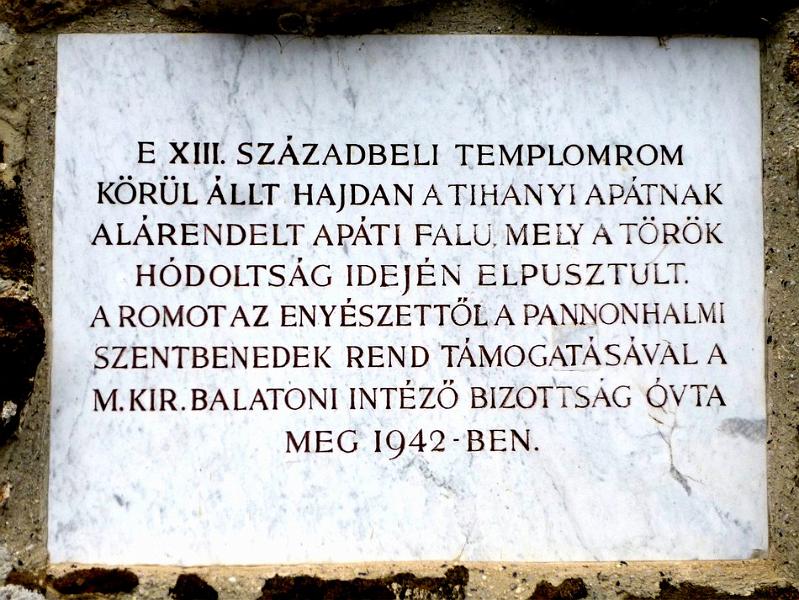 E XIII. SZÁZADBELI TEMPLOMROM
KÖRÜL ÁLLT HAJDAN A TIHANYI APÁTNAK
ALÁRENDELT APÁTI FALU, MELY A TÖRÖK
HÓDOLTSÁG IDEJÉN ELPUSZTULT.
A ROMOT AZ ENYÉSZETTŐL A PANNONHALMI
SZENTBENEDEK REND TÁMOGATÁSÁVAL A
M. KIR. BALATONI INTÉZŐ BIZOTTSÁG ÓVTA
MEG 1942-BEN.